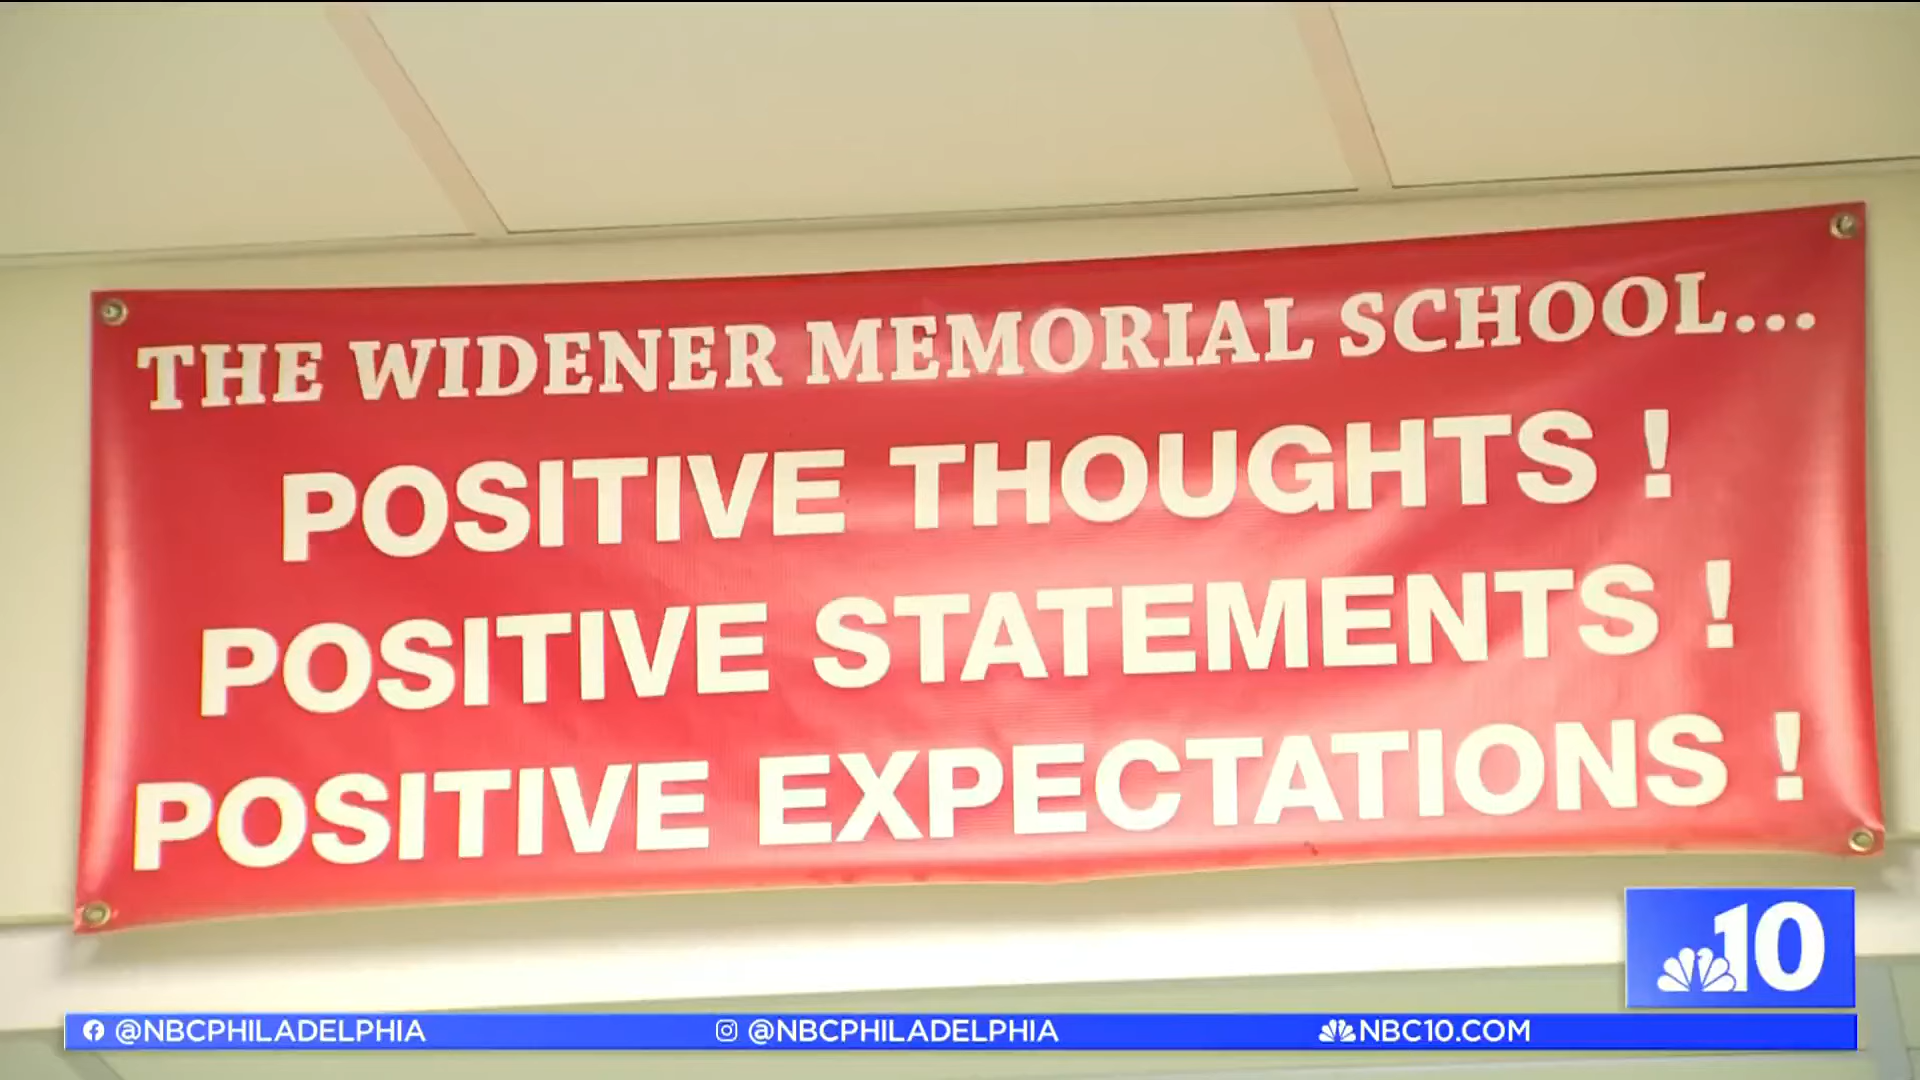 THE WIDENER MEMORIAL SCHOOL...
POSITIVE THOUGHTS !
POSITIVE STATEMENTS !
POSITIVE EXPECTATIONS !
10
@NBCPHILADELPHIA @NBCPHILADELPHIA NBC10.COM